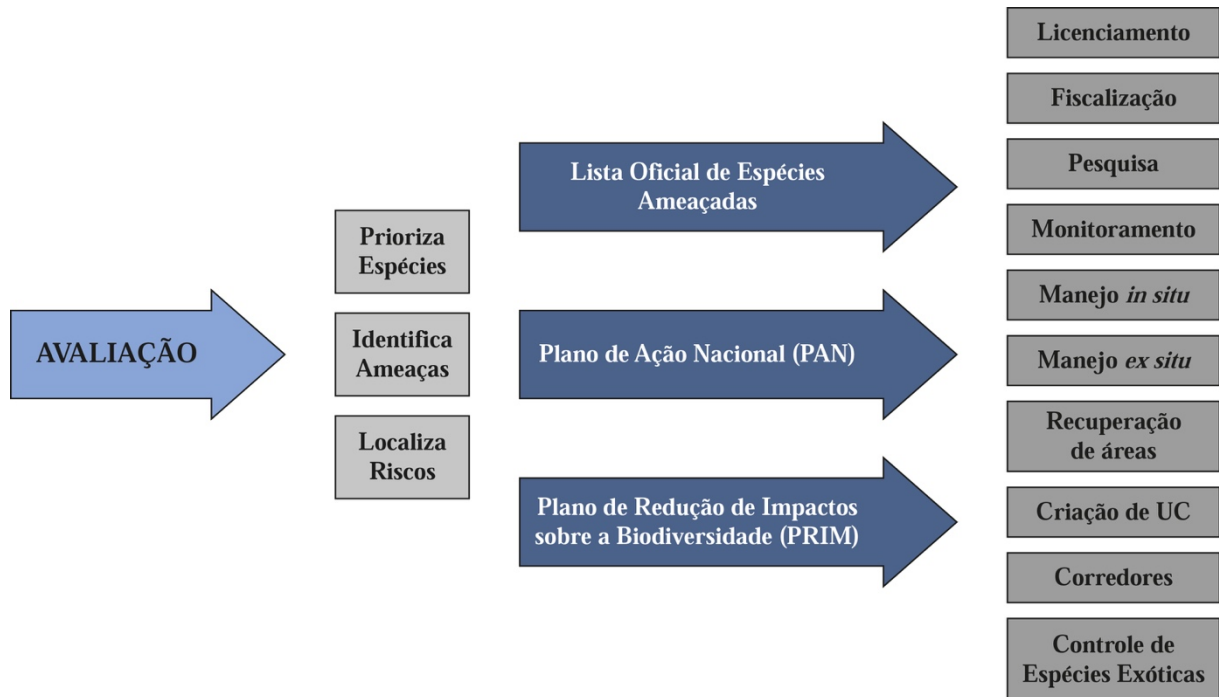 AVALIAÇÃO
Prioriza
Espécies
Identifica
Ameaças
Localiza
Riscos
Lista Oficial de Espécies
Ameaçadas
Plano de Ação Nacional (PAN)
Plano de Redução de Impactos
sobre a Biodiversidade (PRIM)
Licenciamento
Fiscalização
Pesquisa
Monitoramento
Manejo in situ
Manejo ex situ
Recuperação
de áreas
Criação de UC
Corredores
Controle de
Espécies Exóticas